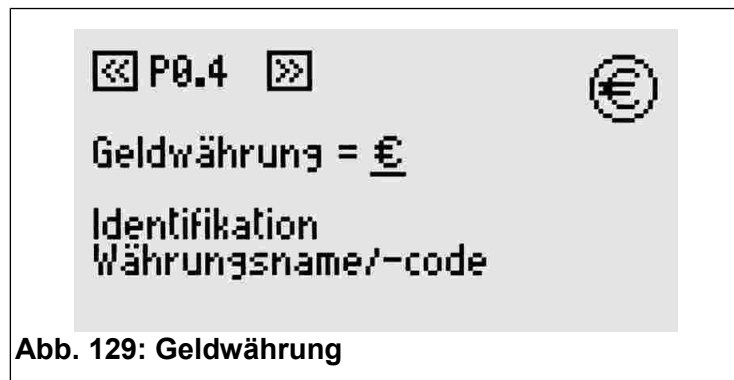 << P0.4 >>
€
Geldwährung = €
Identifikation
Währungsname/-code
Abb. 129: Geldwährung